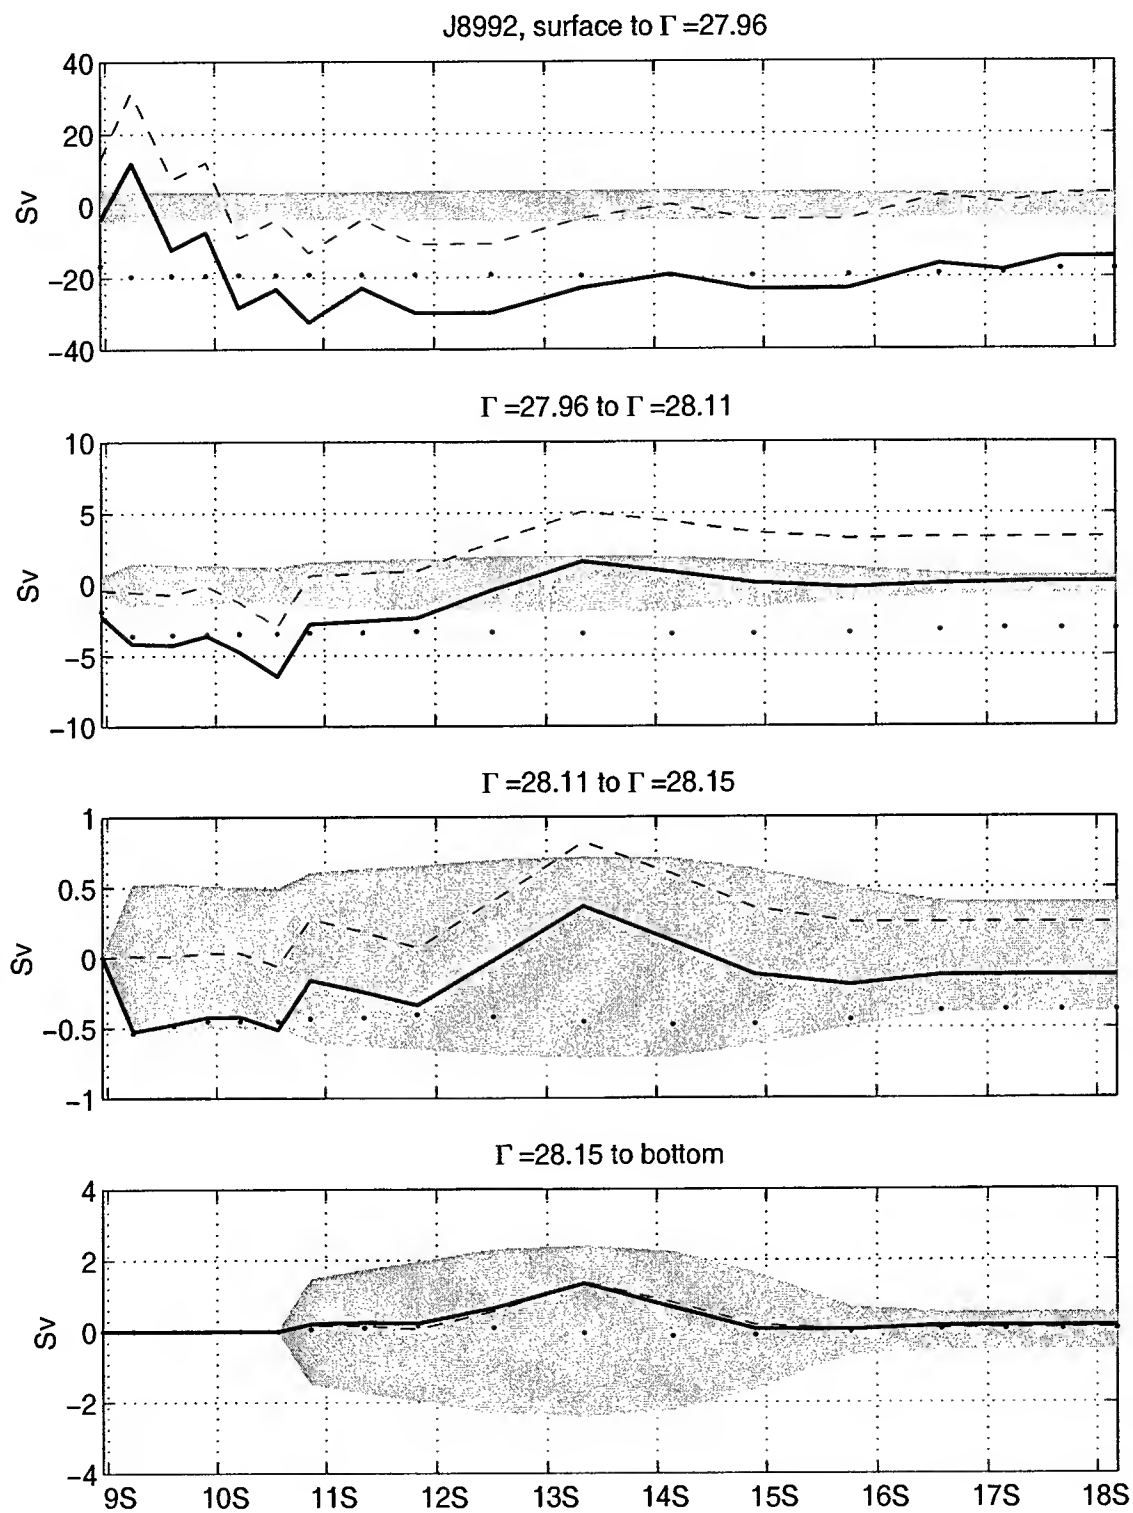 J8992, surface to Γ =27.96
40
20
0
−20
−40
Sv
Γ =27.96 to Γ =28.11
10
5
0
−5
−10
Sv
Γ =28.11 to Γ =28.15
1
0.5
0
−0.5
−1
Sv
Γ =28.15 to bottom
4
2
0
−2
−4
Sv
9S 10S 11S 12S 13S 14S 15S 16S 17S 18S